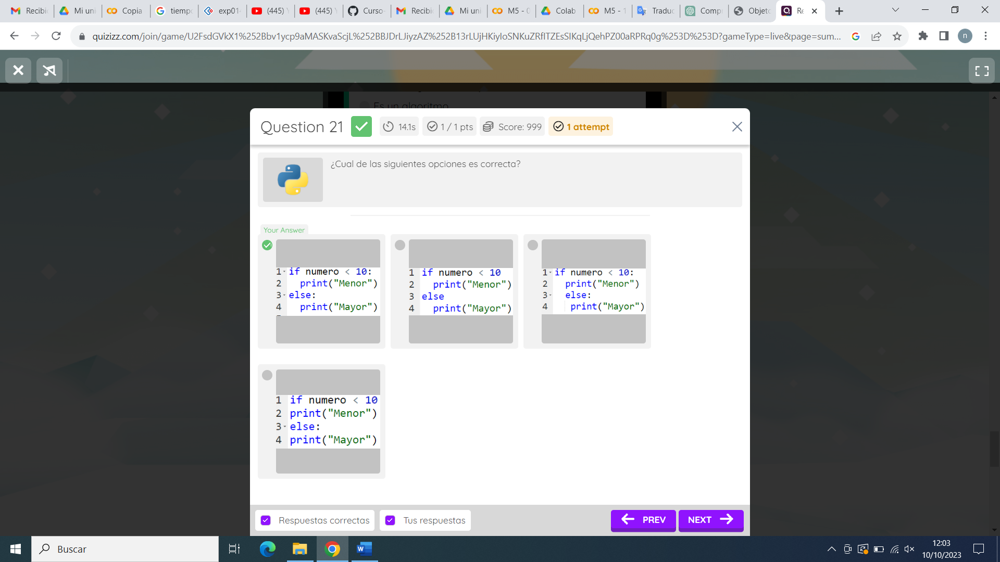 Recibi
Mi uni
Copia
tiemp
exp01
(445)
(445)
Curso-
Recibi
Mi uni
M5 - 0
Colab
M5 - 1
Traduc
Comp
Objeto
Re
quizizz.com/join/game/U2FsdGVkX1%252Bbv1ycp9aMASKvaScjL%252BBJDrLJiyzAZ%252B13rLUjHKiyIoSNKuZRflTZEsSIKqLjQehPZ00aRPRq0g%253D%253D?gameType=live&page=sum...
n
Es un algoritmo
Question 21
14.1s
1 / 1 pts
Score: 999
1 attempt
¿Cual de las siguientes opciones es correcta?
Your Answer
1 if numero < 10:
2 print("Menor")
3 else:
4 print("Mayor")
1 if numero < 10
2 print("Menor")
3 else
4 print("Mayor")
1 if numero < 10:
2 print("Menor")
3 else:
4 print("Mayor")
1 if numero < 10
2 print("Menor")
3 else:
4 print("Mayor")
Respuestas correctas
Tus respuestas
PREV
NEXT
Buscar
12:03
10/10/2023